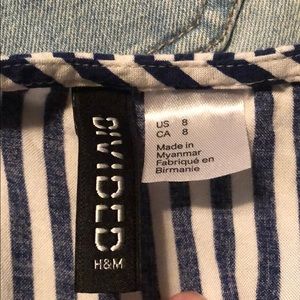 DIVIDED
H&M
US 8
CA 8
Made in
Myanmar
Fabriqué en
Birmanie